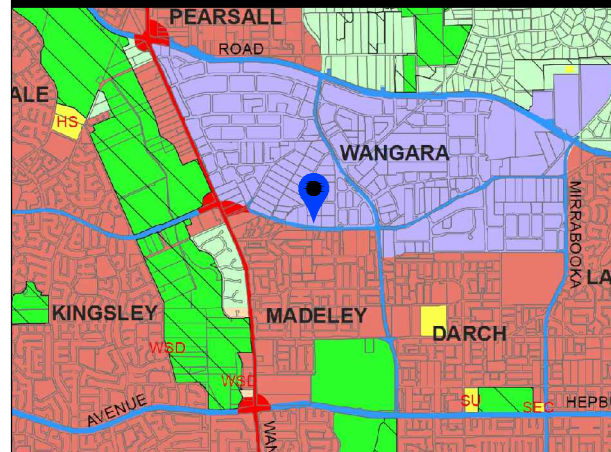 PEARSALL
ROAD
ALE
HS
WANGARA
MIRRABOOKA
LA
KINGSLEY
MADELEY
DARCH
WSD
WSD
AVENUE
SU
SEC
HEPBU
WAN